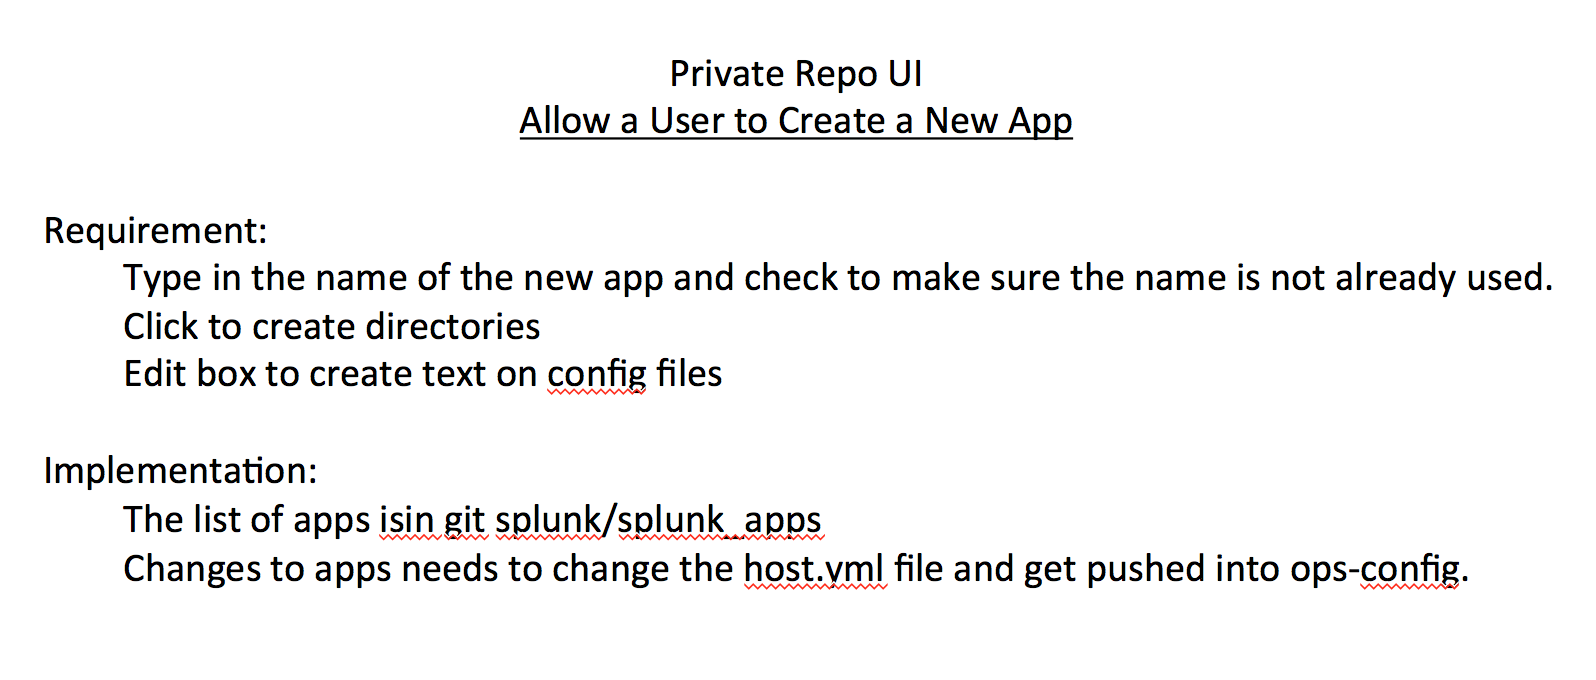 Private Repo UI
Allow a User to Create a New App
Requirement:
Type in the name of the new app and check to make sure the name is not already used.
Click to create directories
Edit box to create text on config files
Implementation:
The list of apps isin git splunk/splunk_apps
Changes to apps needs to change the host.yml file and get pushed into ops-config.